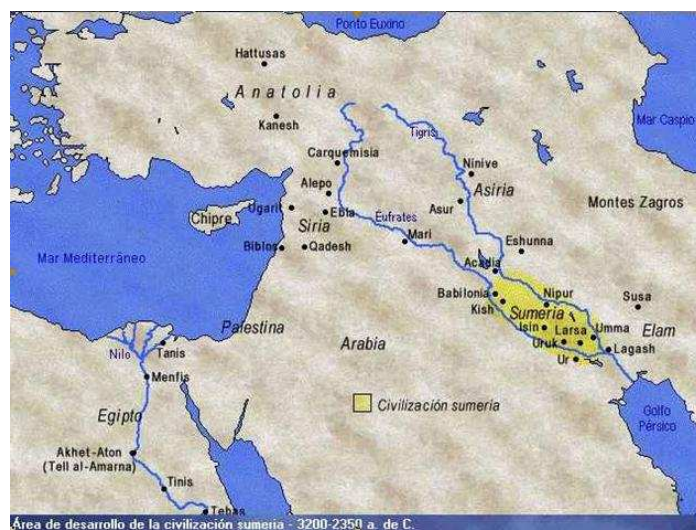 Ponto Euxino
Hattusas
Anatolia
Mar Caspio
Kanesh
Tigris
Carquemisia
Ninive
Alepo
Asiria
Montes Zagros
Chipre
Ugarit
Ebla
Asur
Siria
Éufrates
Mari
Eshunna
Biblos
Qadesh
Mar Mediterráneo
Acadia
Babilonia
Nipur
Susa
Kish
Sumeria
Palestina
Isin
Larsa
Umma
Elam
Nilo
Tanis
Arabia
Uruk
Lagash
Ur
Menfis
Civilización sumeria
Golfo
Pérsico
Egipto
Akhet-Aton
(Tell al-Amarna)
Tinis
Tebas
Área de desarrollo de la civilización sumeria - 3200-2350 a. de C.